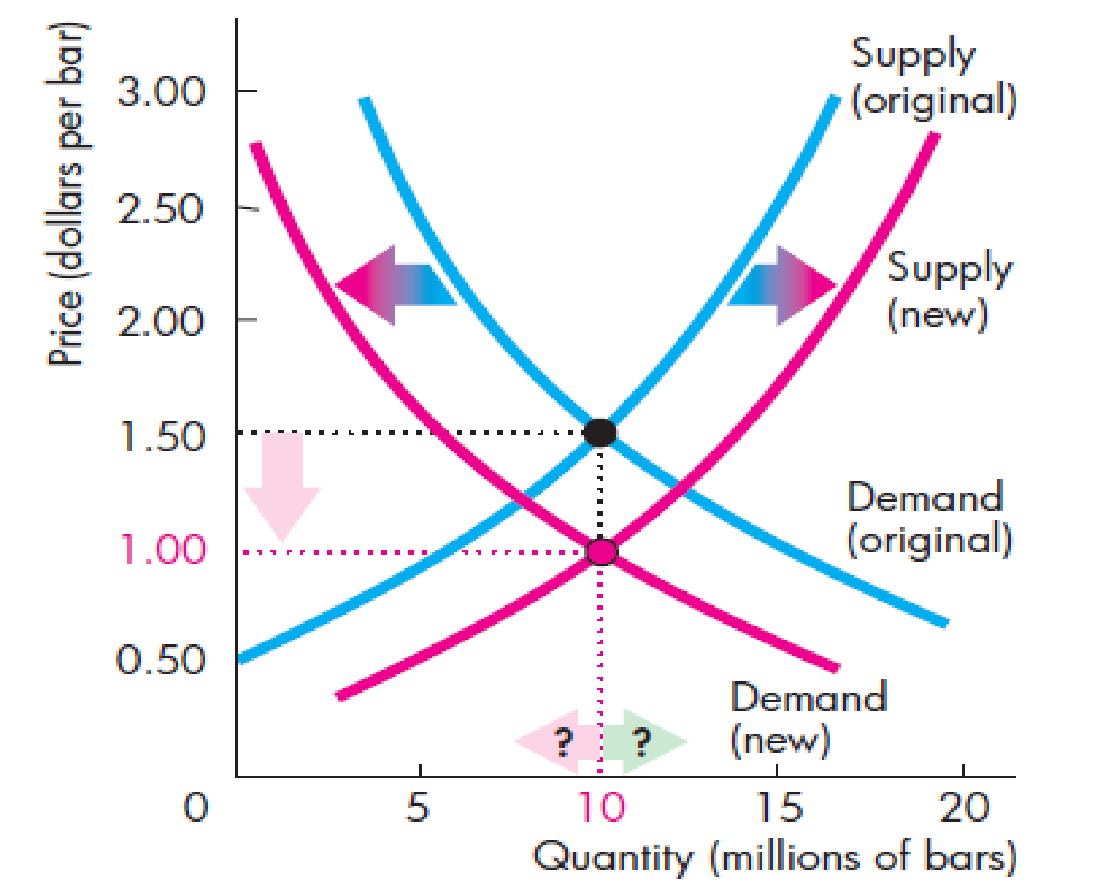 Price (dollars per bar)
3.00
2.50
2.00
1.50
1.00
0.50
0
5
10
15
20
Quantity (millions of bars)
Supply
(original)
Supply
(new)
Demand
(original)
Demand
(new)
?
?